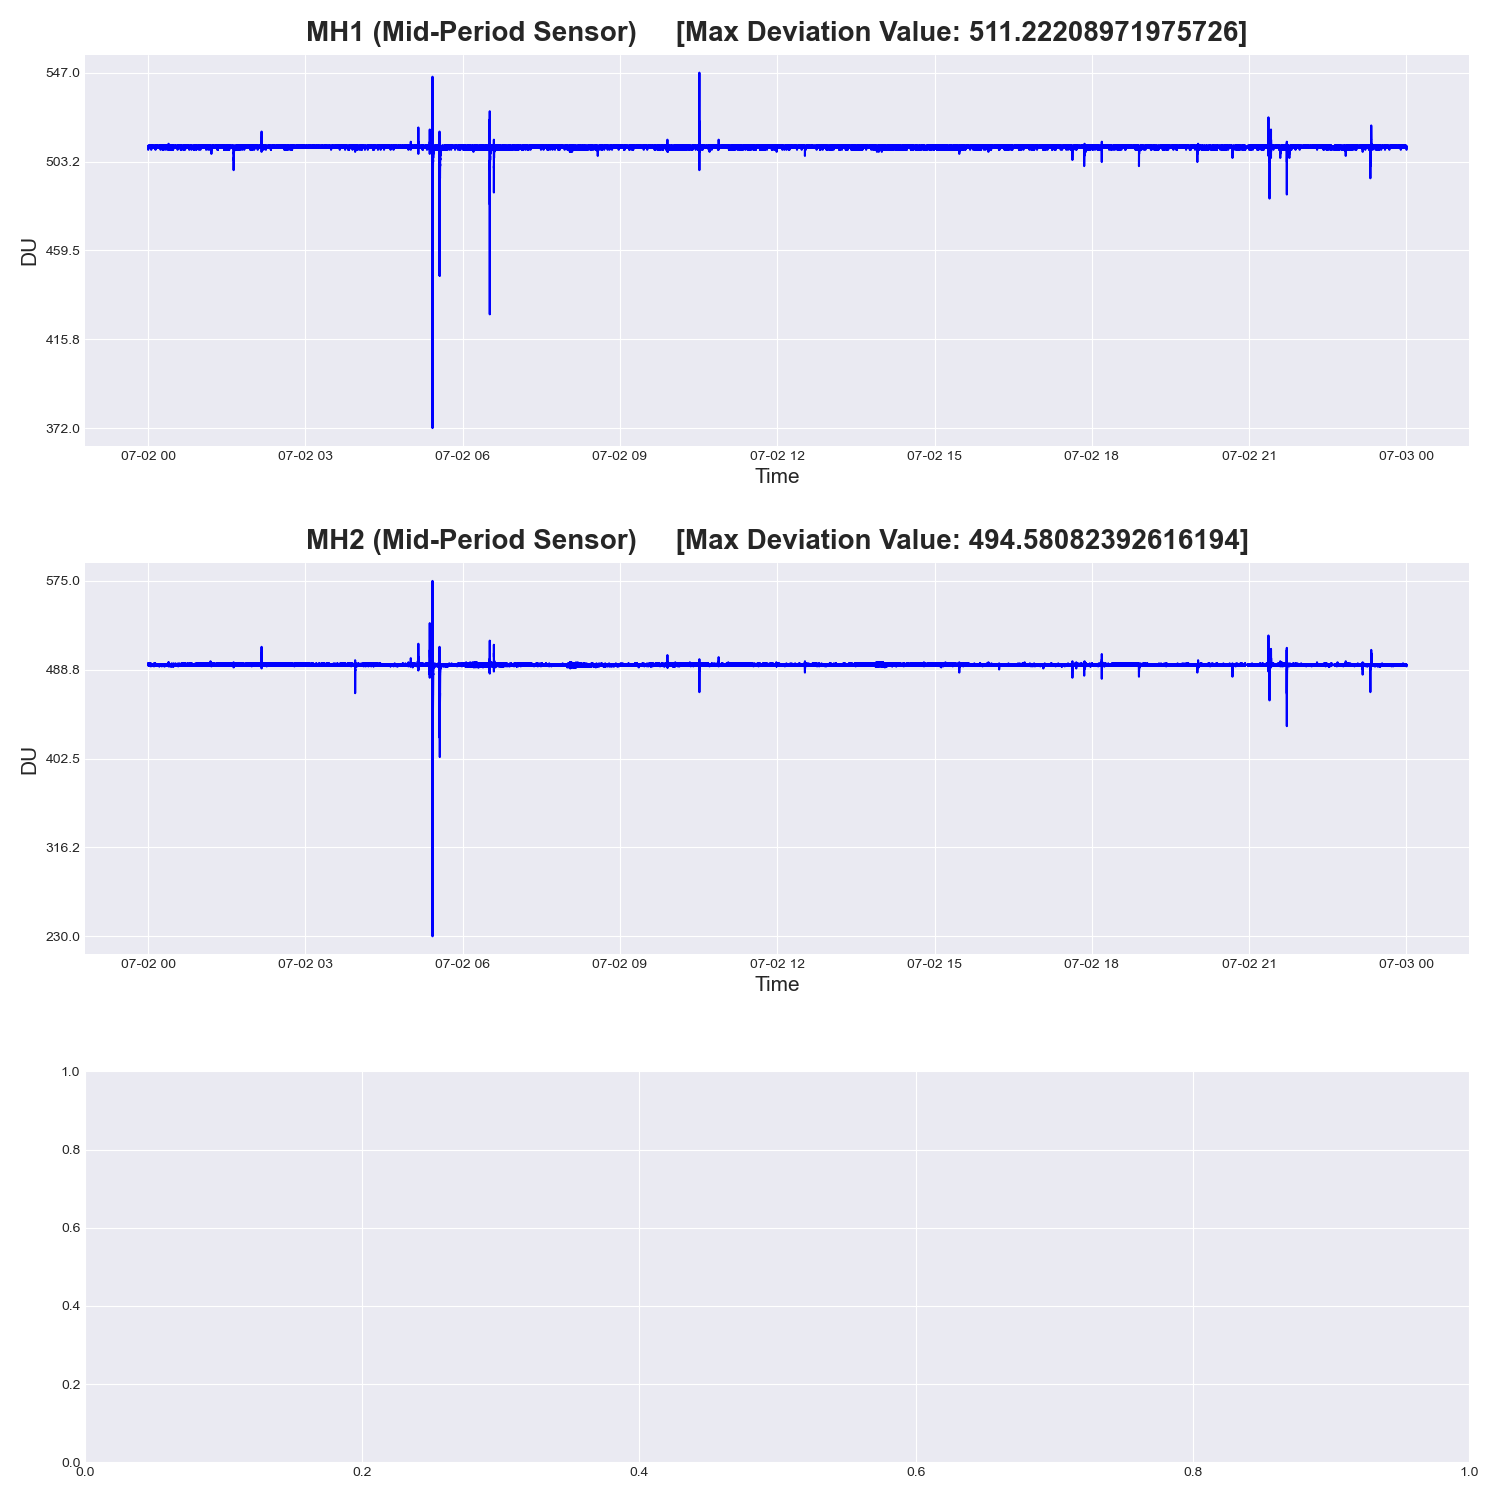 MH1 (Mid-Period Sensor) [Max Deviation Value: 511.22208971975726]
547.0
503.2
459.5
415.8
372.0
DU
07-02 00 07-02 03 07-02 06 07-02 09 07-02 12 07-02 15 07-02 18 07-02 21 07-03 00
Time
MH2 (Mid-Period Sensor) [Max Deviation Value: 494.58082392616194]
575.0
488.8
402.5
316.2
230.0
DU
07-02 00 07-02 03 07-02 06 07-02 09 07-02 12 07-02 15 07-02 18 07-02 21 07-03 00
Time
1.0
0.8
0.6
0.4
0.2
0.0
0.0 0.2 0.4 0.6 0.8 1.0